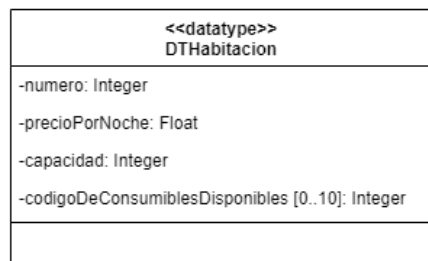 <<datatype>>
DTHabitacion
-numero: Integer
-precioPorNoche: Float
-capacidad: Integer
-codigoDeConsumiblesDisponibles [0..10]: Integer